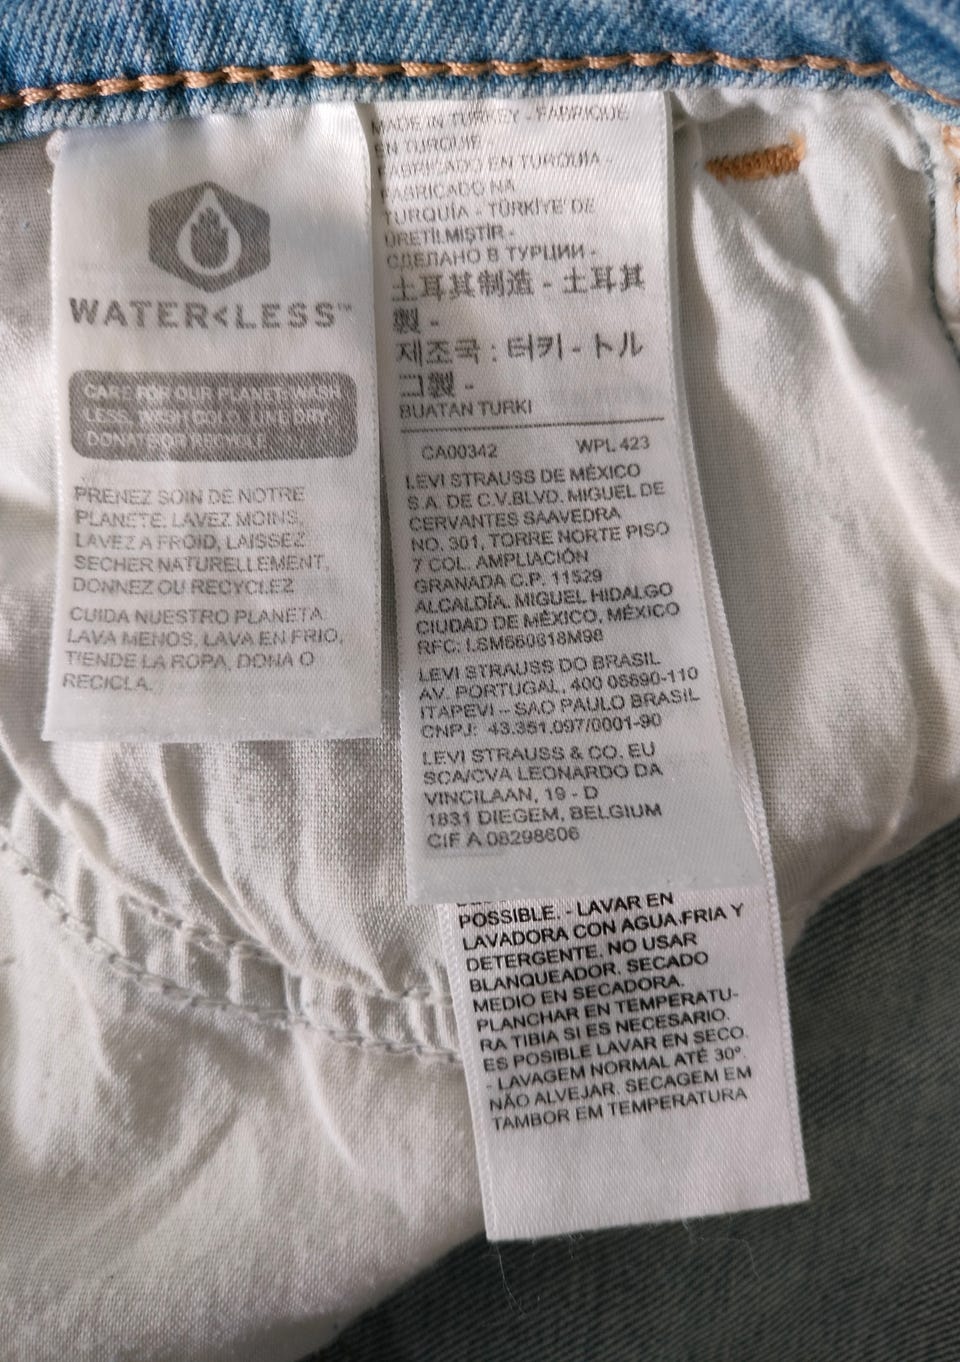 WATER<LESS™
CARE FOR OUR PLANET: WASH
LESS, WASH COLD, LINE DRY,
DONATE OR RECYCLE
PRENEZ SOIN DE NOTRE
PLANÈTE: LAVEZ MOINS,
LAVEZ A FROID, LAISSEZ
SECHER NATURELLEMENT,
DONNEZ OU RECYCLEZ
CUIDA NUESTRO PLANETA.
LAVA MENOS, LAVA EN FRIO,
TIENDE LA ROPA, DONA O
RECICLA.
MADE IN TURKEY - FABRIQUE
EN TURQUIE -
FABRICADO EN TURQUÍA -
FABRICADO NA
TURQUÍA - TÜRKİYE' DE
ÜRETİLMİŞTİR -
СДЕЛАНО В ТУРЦИИ -
土耳其制造 - 土耳其
製 -
제조국 : 터키 - トル
コ製 -
BUATAN TURKI
CA00342 WPL 423
LEVI STRAUSS DE MÉXICO
S.A. DE C.V.BLVD. MIGUEL DE
CERVANTES SAAVEDRA
NO. 301, TORRE NORTE PISO
7 COL. AMPLIACIÓN
GRANADA C.P. 11529
ALCALDÍA. MIGUEL HIDALGO
CIUDAD DE MÉXICO, MÉXICO
RFC: LSM660618M98
LEVI STRAUSS DO BRASIL
AV. PORTUGAL, 400 06690-110
ITAPEVI – SAO PAULO BRASIL
CNPJ: 43.351.097/0001-90
LEVI STRAUSS & CO. EU
SCA/CVA LEONARDO DA
VINCILAAN, 19 - D
1831 DIEGEM, BELGIUM
CIF A 08298606
POSSIBLE. - LAVAR EN
LAVADORA CON AGUA FRIA Y
DETERGENTE. NO USAR
BLANQUEADOR. SECADO
MEDIO EN SECADORA.
PLANCHAR EN TEMPERATU-
RA TIBIA SI ES NECESARIO.
ES POSIBLE LAVAR EN SECO.
- LAVAGEM NORMAL ATÉ 30°.
NÃO ALVEJAR. SECAGEM EM
TAMBOR EM TEMPERATURA